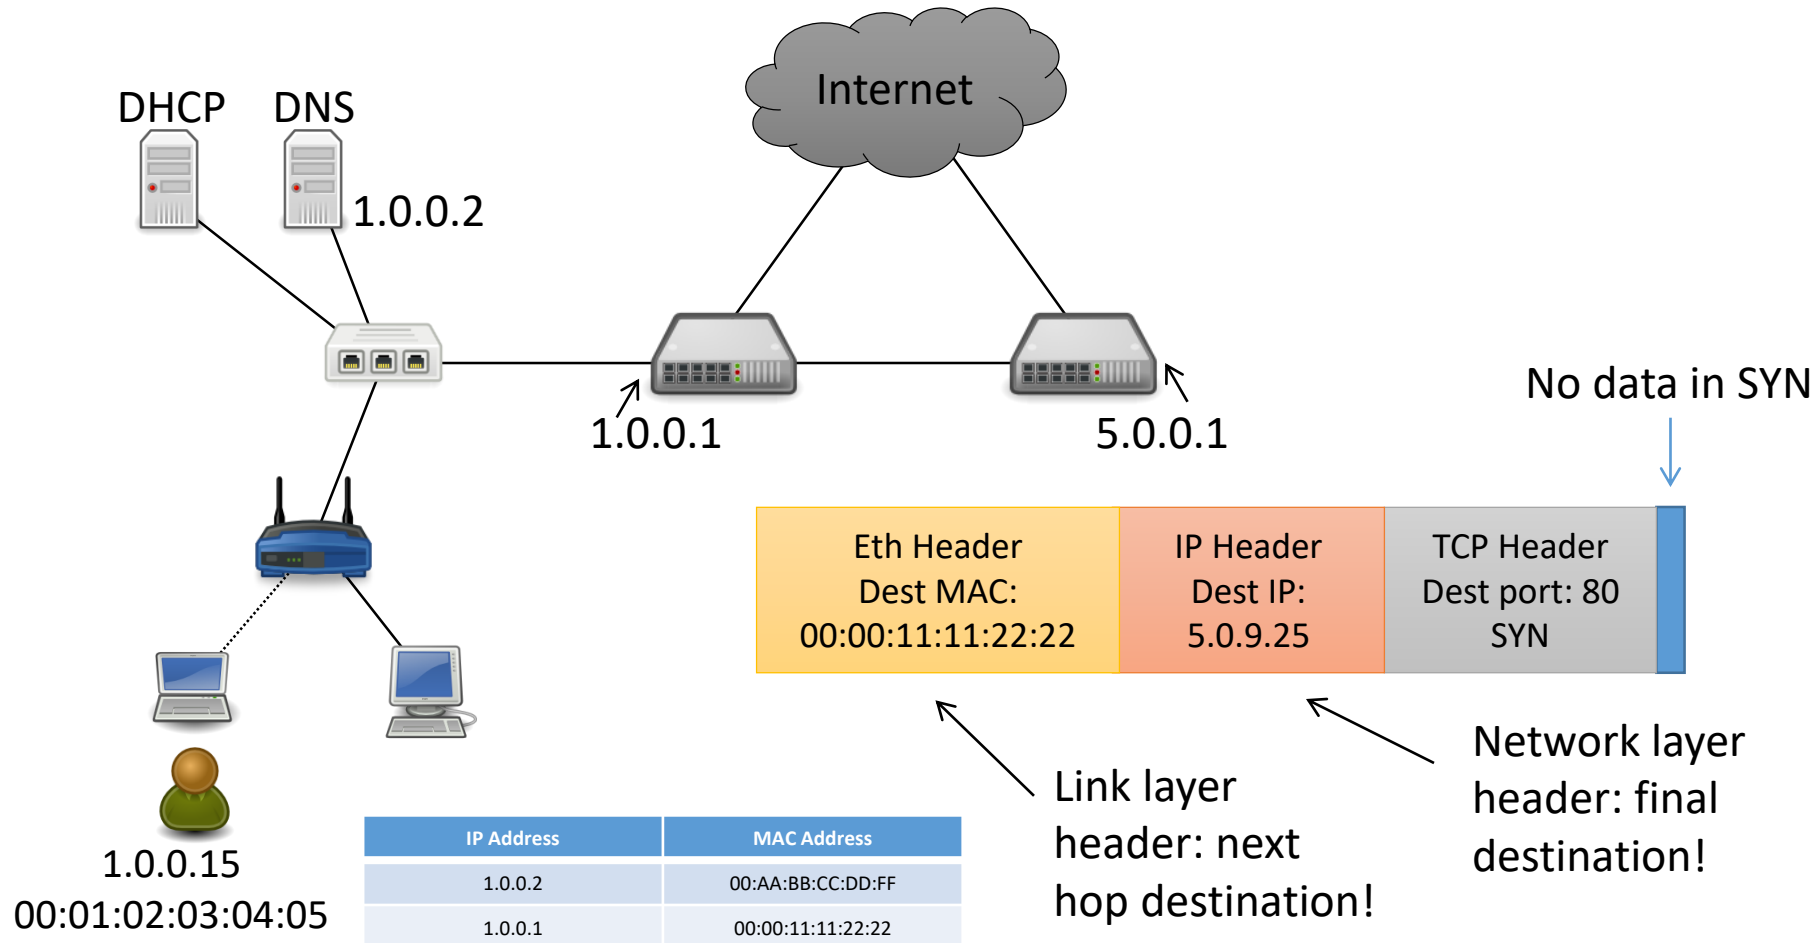 Internet
DHCP
DNS
1.0.0.2
1.0.0.1
5.0.0.1
No data in SYN
Eth Header
Dest MAC:
00:00:11:11:22:22
IP Header
Dest IP:
5.0.9.25
TCP Header
Dest port: 80
SYN
Link layer
header: next
hop destination!
Network layer
header: final
destination!
1.0.0.15
00:01:02:03:04:05
IP Address MAC Address
1.0.0.2 00:AA:BB:CC:DD:FF
1.0.0.1 00:00:11:11:22:22